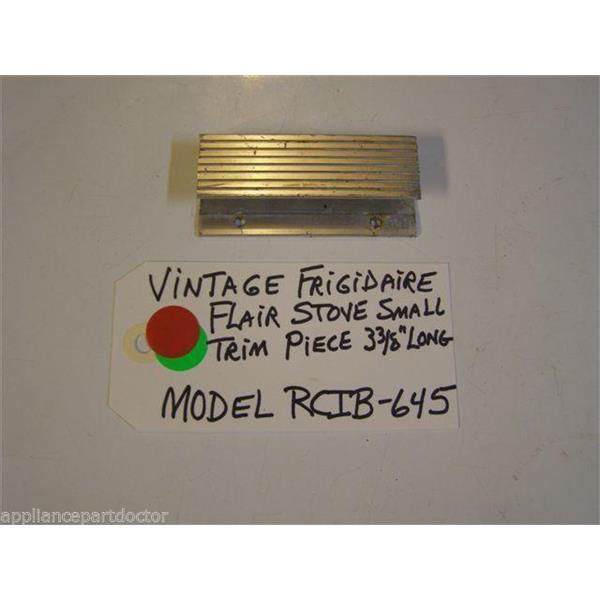 VINTAGE FRIGIDAIRE
FLAIR STOVE SMALL
TRIM PIECE 3 3/8" LONG
MODEL RCIB-645
appliancepartdoctor